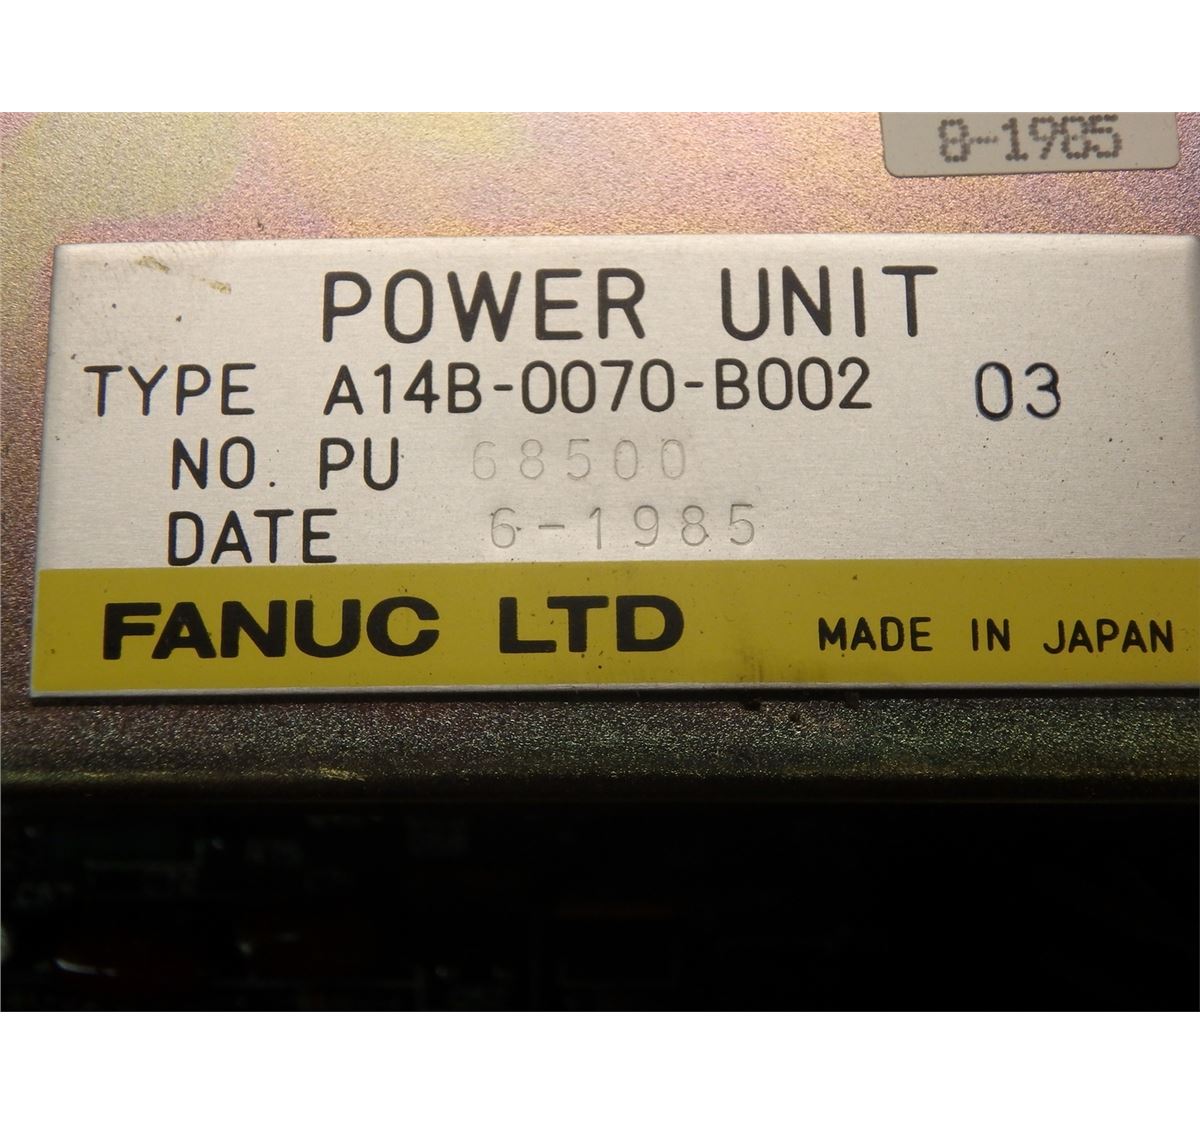 8-1985
POWER UNIT
TYPE A14B-0070-B002 03
NO. PU 68500
DATE 6-1985
FANUC LTD MADE IN JAPAN